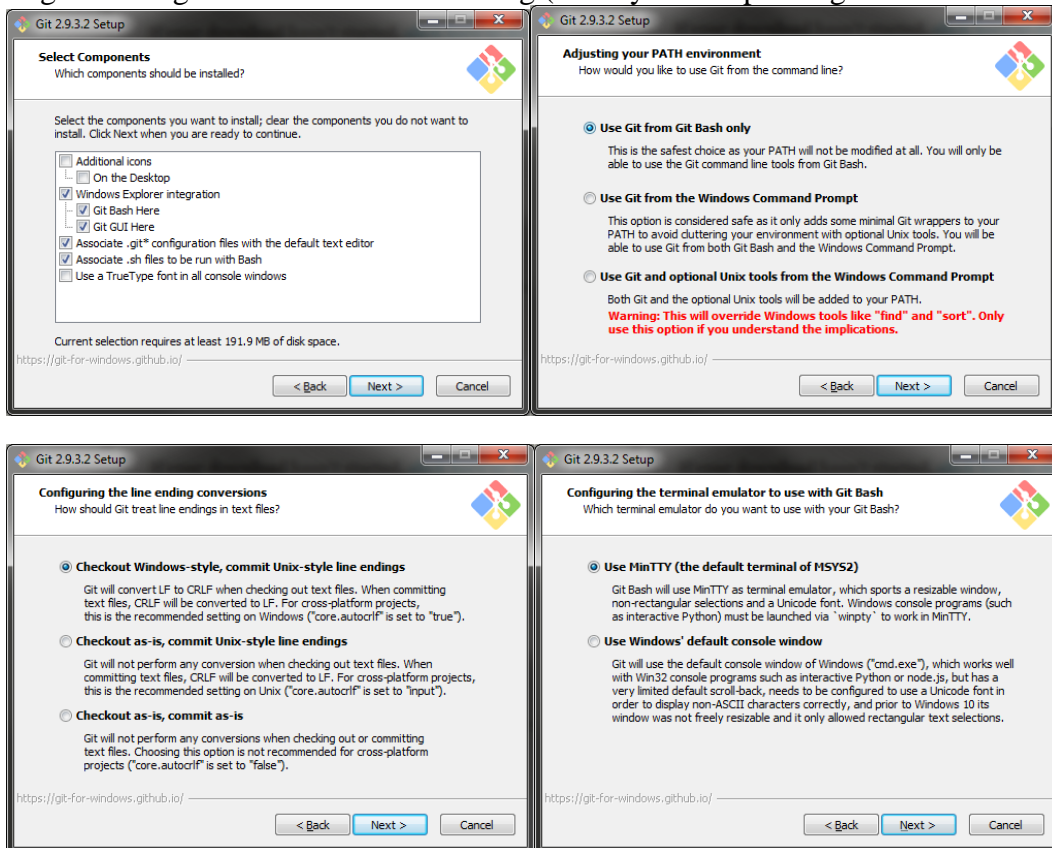 Git 2.9.3.2 Setup
Select Components
Which components should be installed?
Select the components you want to install; clear the components you do not want to
install. Click Next when you are ready to continue.
Additional icons
On the Desktop
Windows Explorer integration
Git Bash Here
Git GUI Here
Associate .git* configuration files with the default text editor
Associate .sh files to be run with Bash
Use a TrueType font in all console windows
Current selection requires at least 191.9 MB of disk space.
https://git-for-windows.github.io/
< Back Next > Cancel
Git 2.9.3.2 Setup
Adjusting your PATH environment
How would you like to use Git from the command line?
Use Git from Git Bash only
This is the safest choice as your PATH will not be modified at all. You will only be
able to use the Git command line tools from Git Bash.
Use Git from the Windows Command Prompt
This option is considered safe as it only adds some minimal Git wrappers to your
PATH to avoid cluttering your environment with optional Unix tools. You will be
able to use Git from both Git Bash and the Windows Command Prompt.
Use Git and optional Unix tools from the Windows Command Prompt
Both Git and the optional Unix tools will be added to your PATH.
Warning: This will override Windows tools like "find" and "sort". Only
use this option if you understand the implications.
https://git-for-windows.github.io/
< Back Next > Cancel
Git 2.9.3.2 Setup
Configuring the line ending conversions
How should Git treat line endings in text files?
Checkout Windows-style, commit Unix-style line endings
Git will convert LF to CRLF when checking out text files. When committing
text files, CRLF will be converted to LF. For cross-platform projects,
this is the recommended setting on Windows ("core.autocrlf" is set to "true").
Checkout as-is, commit Unix-style line endings
Git will not perform any conversion when checking out text files. When
committing text files, CRLF will be converted to LF. For cross-platform projects,
this is the recommended setting on Unix ("core.autocrlf" is set to "input").
Checkout as-is, commit as-is
Git will not perform any conversions when checking out or committing
text files. Choosing this option is not recommended for cross-platform
projects ("core.autocrlf" is set to "false").
https://git-for-windows.github.io/
< Back Next > Cancel
Git 2.9.3.2 Setup
Configuring the terminal emulator to use with Git Bash
Which terminal emulator do you want to use with your Git Bash?
Use MinTTY (the default terminal of MSYS2)
Git Bash will use MinTTY as terminal emulator, which sports a resizable window,
non-rectangular selections and a Unicode font. Windows console programs (such
as interactive Python) must be launched via `winpty` to work in MinTTY.
Use Windows' default console window
Git will use the default console window of Windows ("cmd.exe"), which works well
with Win32 console programs such as interactive Python or node.js, but has a
very limited default scroll-back, needs to be configured to use a Unicode font in
order to display non-ASCII characters correctly, and prior to Windows 10 its
window was not freely resizable and it only allowed rectangular text selections.
https://git-for-windows.github.io/
< Back Next > Cancel